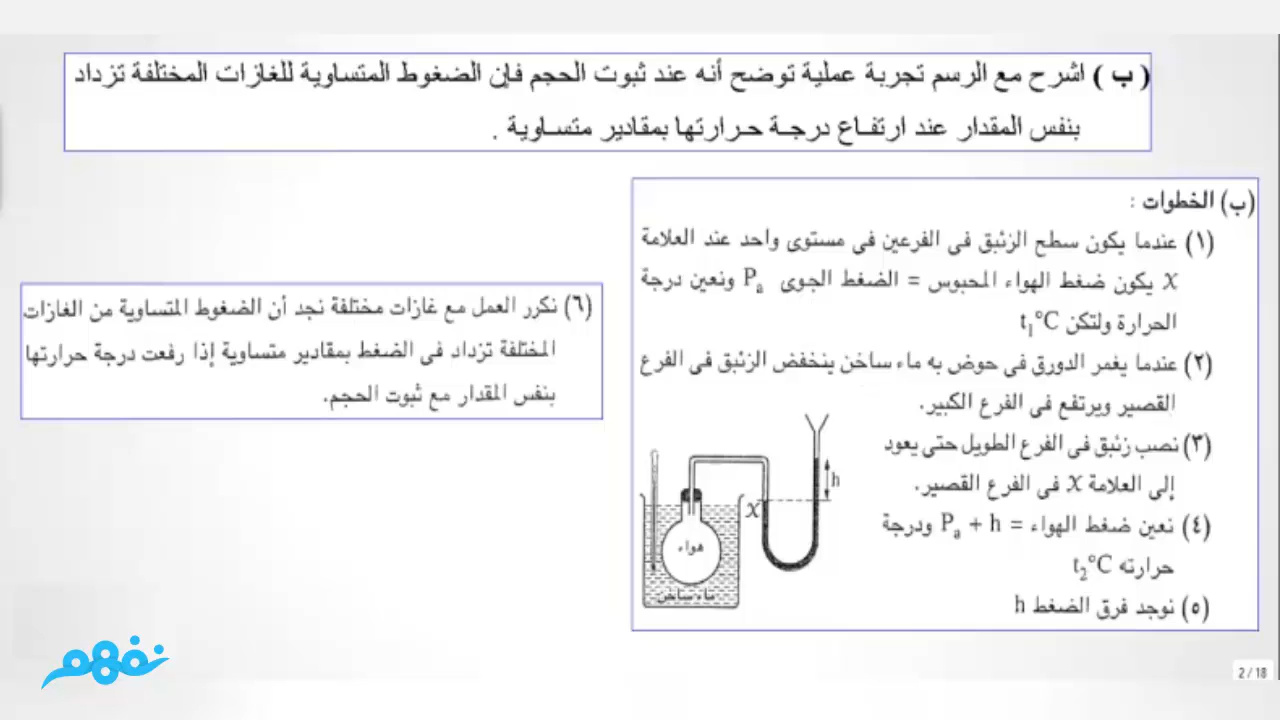 (ب) اشرح مع الرسم تجربة عملية توضح أنه عند ثبوت الحجم فإن الضغوط المتساوية للغازات المختلفة تزداد
بنفس المقدار عند ارتفاع درجة حرارتها بمقادير متساوية .
(ب) الخطوات :
(١) عندما يكون سطح الزئبق فى الفرعين فى مستوى واحد عند العلامة
X يكون ضغط الهواء المحبوس = الضغط الجوى Pₐ ونعين درجة
الحرارة ولتكن t₁°C
(٢) عندما يغمر الدورق فى حوض به ماء ساخن ينخفض الزئبق فى الفرع
القصير ويرتفع فى الفرع الكبير.
(٣) نصب زئبق فى الفرع الطويل حتى يعود
إلى العلامة X فى الفرع القصير.
(٤) نعين ضغط الهواء = Pₐ + h ودرجة
حرارته t₂°C
(٥) نوجد فرق الضغط h
h
X
هواء
ماء ساخن
(٦) نكرر العمل مع غازات مختلفة نجد أن الضغوط المتساوية من الغازات
المختلفة تزداد فى الضغط بمقادير متساوية إذا رفعت درجة حرارتها
بنفس المقدار مع ثبوت الحجم.
نفهم
2 / 18